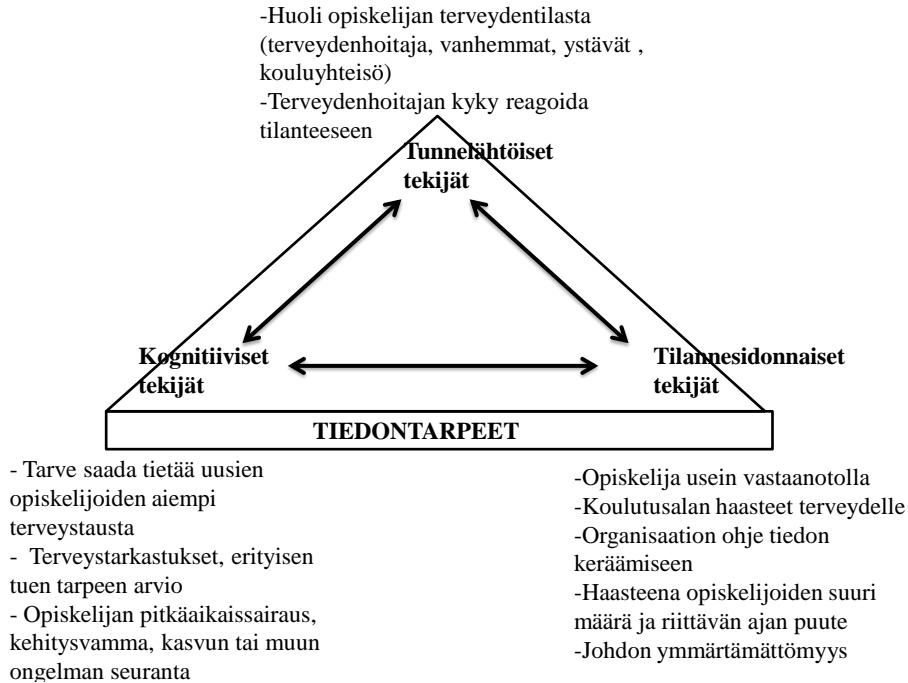 -Huoli opiskelijan terveydentilasta
(terveydenhoitaja, vanhemmat, ystävät ,
kouluyhteisö)
-Terveydenhoitajan kyky reagoida
tilanteeseen
Tunnelähtöiset
tekijät
Kognitiiviset
tekijät
Tilannesidonnaiset
tekijät
TIEDONTARPEET
- Tarve saada tietää uusien
opiskelijoiden aiempi
terveystausta
- Terveystarkastukset, erityisen
tuen tarpeen arvio
- Opiskelijan pitkäaikaissairaus,
kehitysvamma, kasvun tai muun
ongelman seuranta
-Opiskelija usein vastaanotolla
-Koulutusalan haasteet terveydelle
-Organisaation ohje tiedon
keräämiseen
-Haasteena opiskelijoiden suuri
määrä ja riittävän ajan puute
-Johdon ymmärtämättömyys